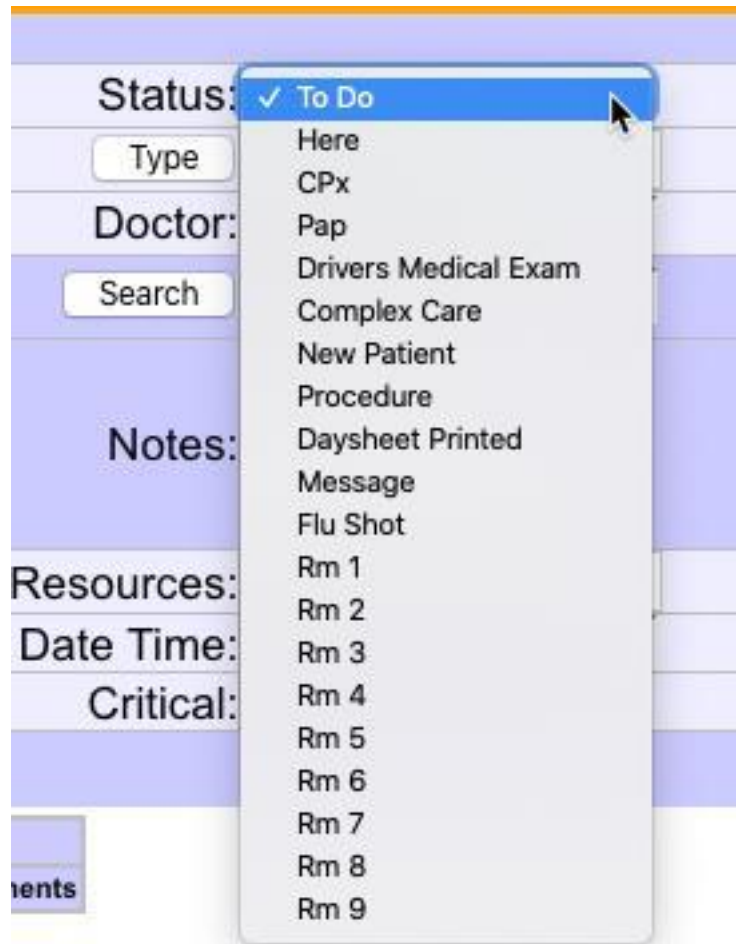 Status: ✓ To Do
Here
Type
CPx
Doctor:
Pap
Drivers Medical Exam
Search
Complex Care
New Patient
Procedure
Notes:
Daysheet Printed
Message
Flu Shot
Rm 1
Resources:
Rm 2
Date Time:
Rm 3
Critical:
Rm 4
Rm 5
Rm 6
Rm 7
Rm 8
Rm 9